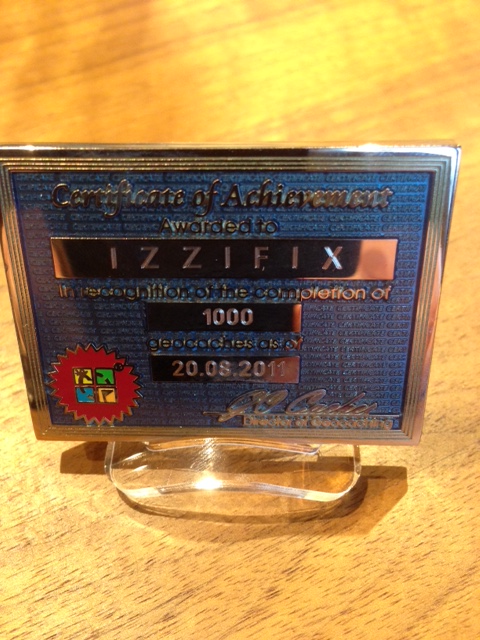 Certificate of Achievement
Awarded to
IZZIFIX
In recognition of the completion of
1000
geocaches as of
20.08.2011
Director of Geocaching